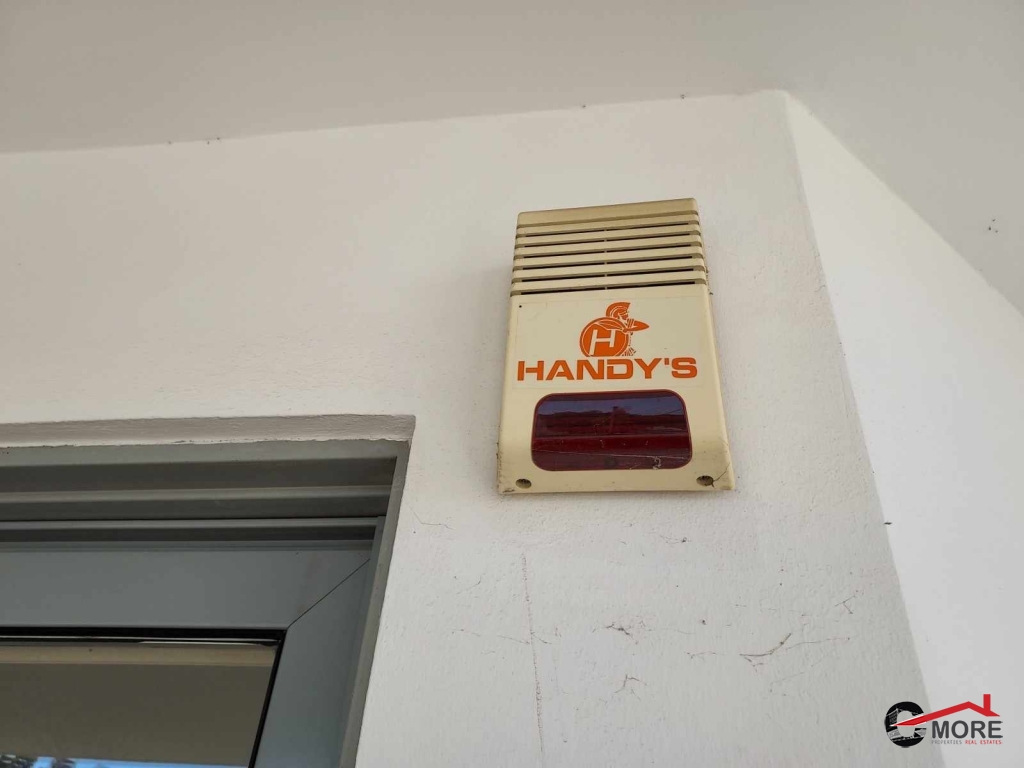 H
HANDY'S
MORE
PROPERTIES REAL ESTATES